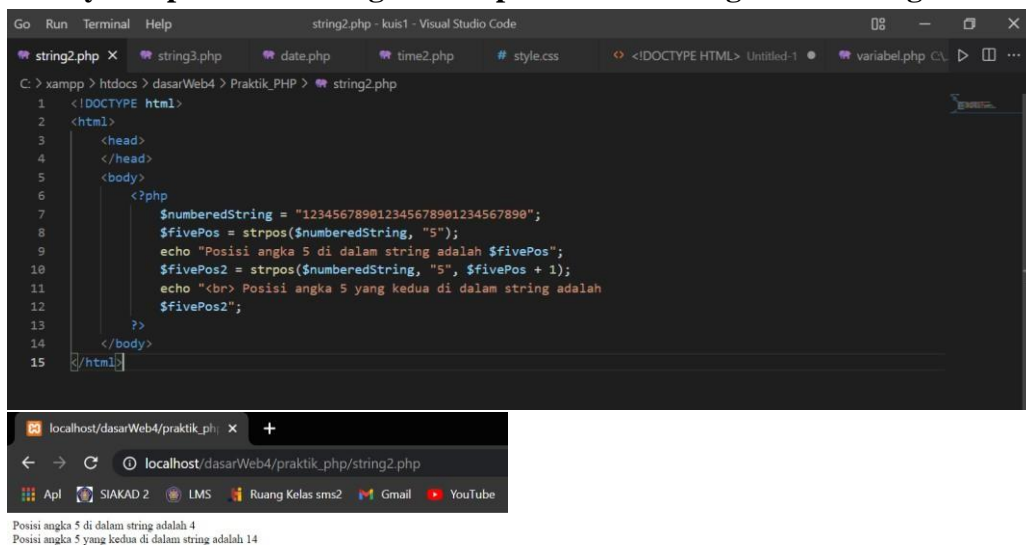 Go Run Terminal Help string2.php - kuis1 - Visual Studio Code
string2.php string3.php date.php time2.php # style.css <> <!DOCTYPE HTML> Untitled-1 ● variabel.php C:\
C: > xampp > htdocs > dasarWeb4 > Praktik_PHP > string2.php
1 <!DOCTYPE html>
2 <html>
3 <head>
4 </head>
5 <body>
6 <?php
7 $numberedString = "123456789012345678901234567890";
8 $fivePos = strpos($numberedString, "5");
9 echo "Posisi angka 5 di dalam string adalah $fivePos";
10 $fivePos2 = strpos($numberedString, "5", $fivePos + 1);
11 echo "<br> Posisi angka 5 yang kedua di dalam string adalah
12 $fivePos2";
13 ?>
14 </body>
15 </html>
localhost/dasarWeb4/praktik_ph
localhost/dasarWeb4/praktik_php/string2.php
Apl SIAKAD 2 LMS Ruang Kelas sms2 Gmail YouTube
Posisi angka 5 di dalam string adalah 4
Posisi angka 5 yang kedua di dalam string adalah 14